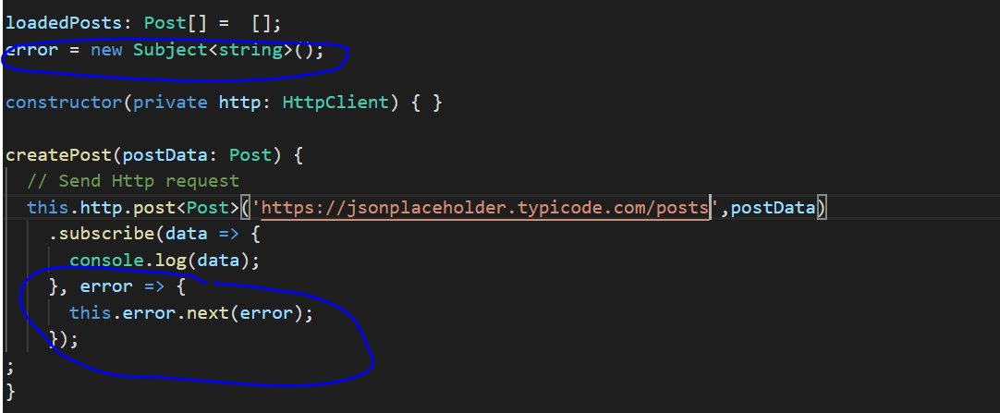 loadedPosts: Post[] =  [];
error = new Subject<string>();
constructor(private http: HttpClient) { }
createPost(postData: Post) {
// Send Http request
this.http.post<Post>('https://jsonplaceholder.typicode.com/posts',postData)
.subscribe(data => {
console.log(data);
}, error => {
this.error.next(error);
});
;
}